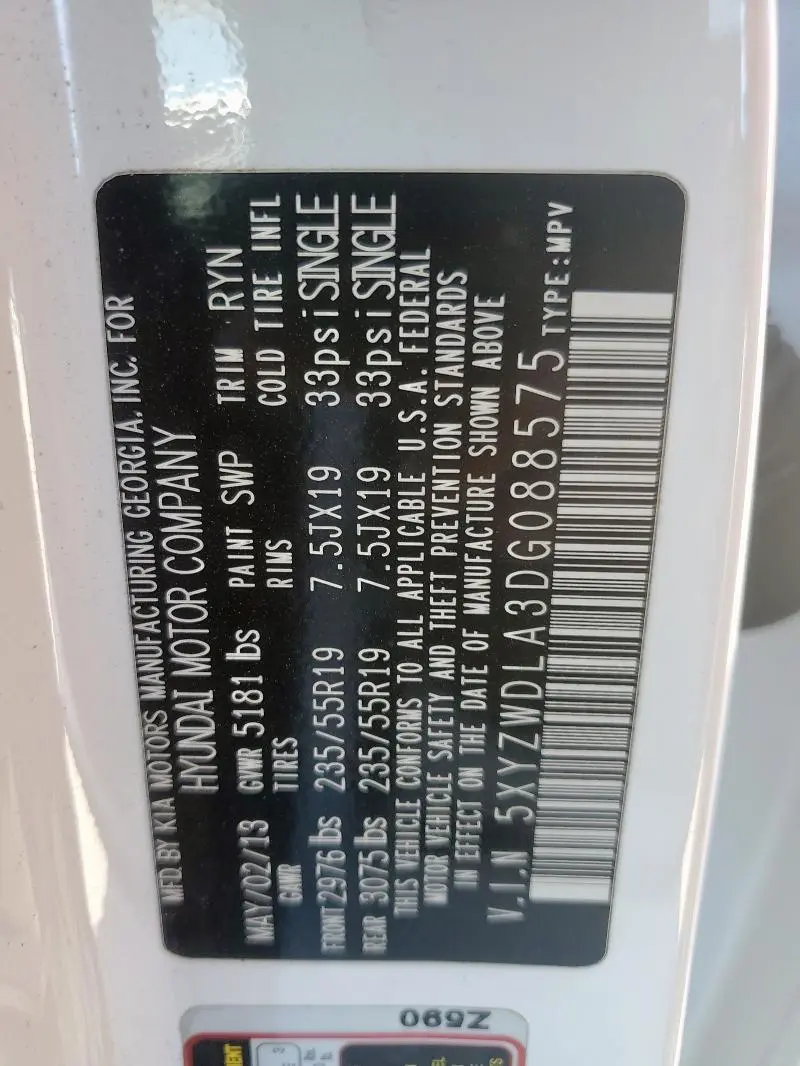 MFD BY KIA MOTORS MANUFACTURING GEORGIA, INC. FOR
HYUNDAI MOTOR COMPANY
MAY/02/13 GVWR 5181 lbs PAINT SWP TRIM RYN
GAWR TIRES RIMS COLD TIRE INFL
FRONT 2976 lbs 235/55R19 7.5JX19 33psi SINGLE
REAR 3075 lbs 235/55R19 7.5JX19 33psi SINGLE
THIS VEHICLE CONFORMS TO ALL APPLICABLE U.S.A. FEDERAL
MOTOR VEHICLE SAFETY AND THEFT PREVENTION STANDARDS
IN EFFECT ON THE DATE OF MANUFACTURE SHOWN ABOVE
V.I.N 5XYZWDLA3DG088575 TYPE:MPV
Z590